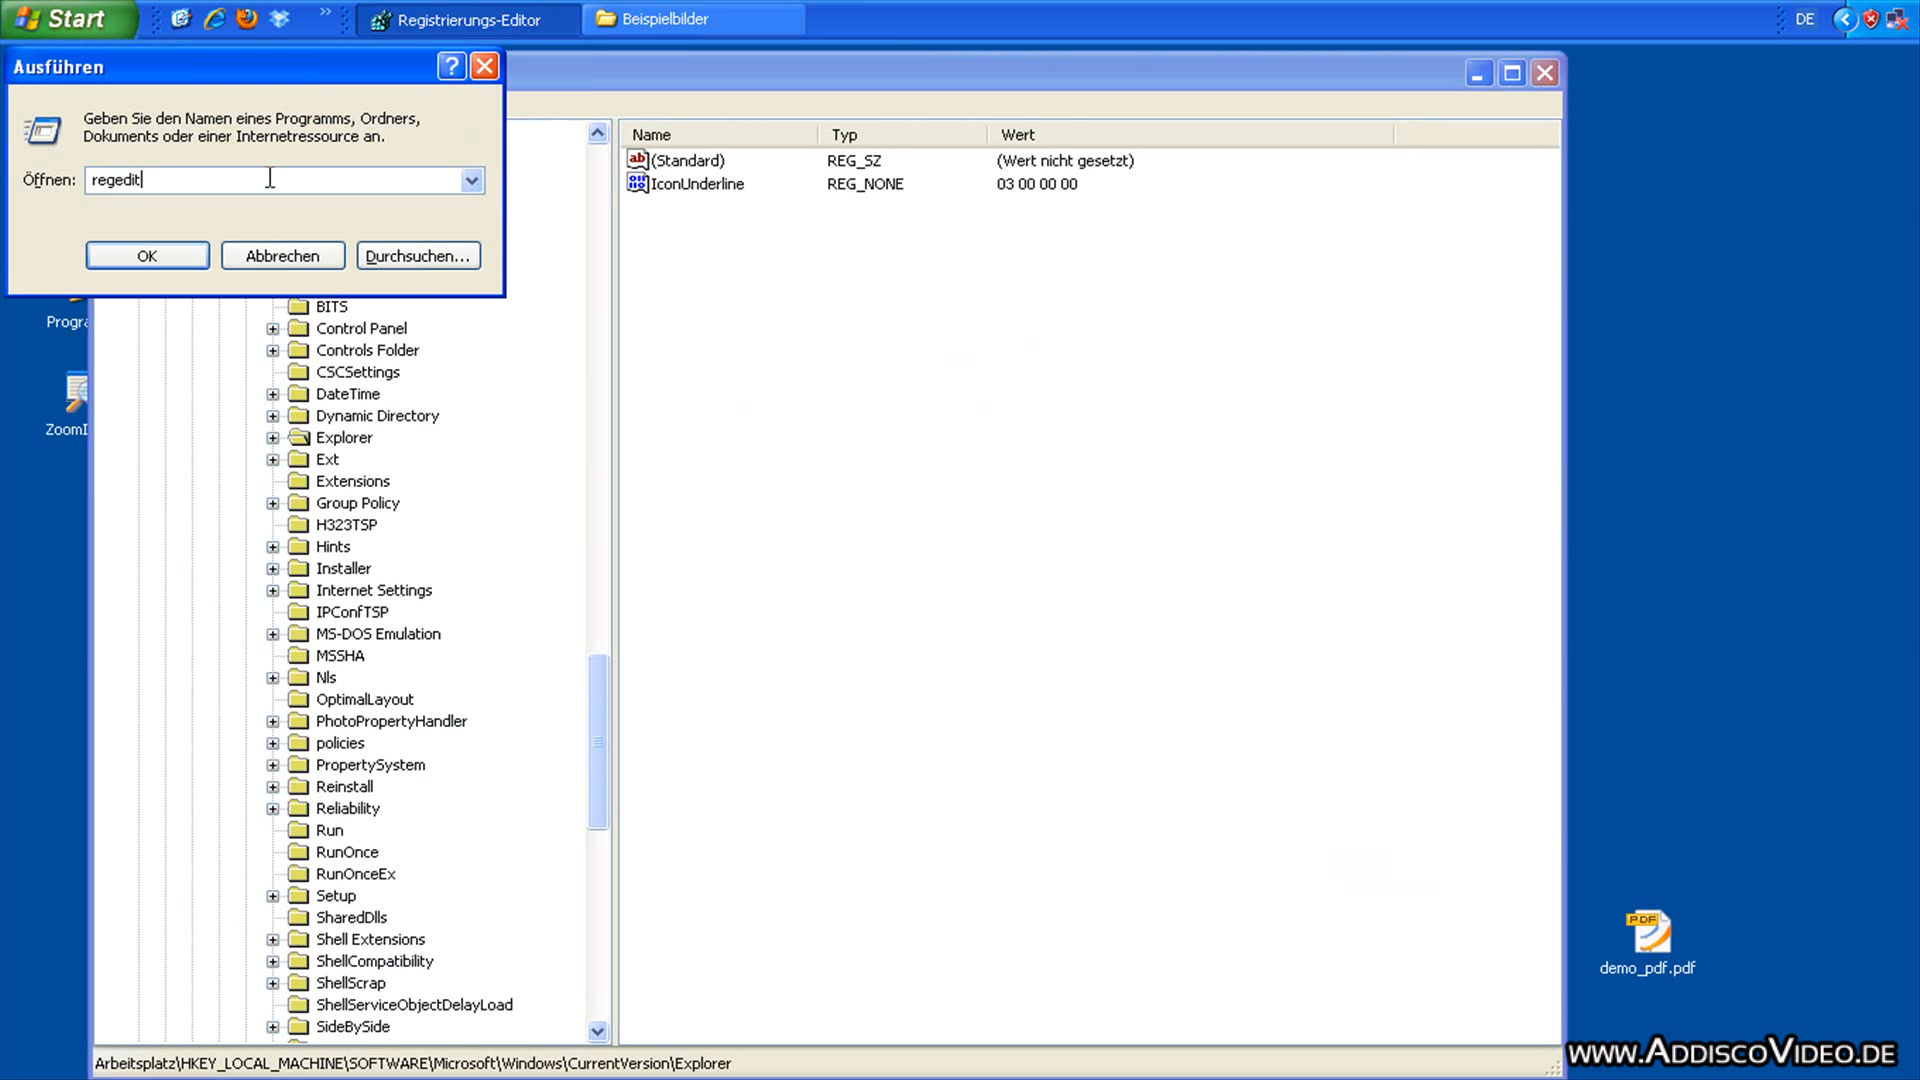 Start
Registrierungs-Editor
Beispielbilder
DE
Ausführen
Geben Sie den Namen eines Programms, Ordners,
Dokuments oder einer Internetressource an.
Öffnen:
regedit
OK
Abbrechen
Durchsuchen...
Name
Typ
Wert
(Standard)
REG_SZ
(Wert nicht gesetzt)
IconUnderline
REG_NONE
03 00 00 00
Progra
ZoomI
BITS
Control Panel
Controls Folder
CSCSettings
DateTime
Dynamic Directory
Explorer
Ext
Extensions
Group Policy
H323TSP
Hints
Installer
Internet Settings
IPConfTSP
MS-DOS Emulation
MSSHA
Nls
OptimalLayout
PhotoPropertyHandler
policies
PropertySystem
Reinstall
Reliability
Run
RunOnce
RunOnceEx
Setup
SharedDlls
Shell Extensions
ShellCompatibility
ShellScrap
ShellServiceObjectDelayLoad
SideBySide
PDF
demo_pdf.pdf
Arbeitsplatz\HKEY_LOCAL_MACHINE\SOFTWARE\Microsoft\Windows\CurrentVersion\Explorer
www.AddiscoVideo.de